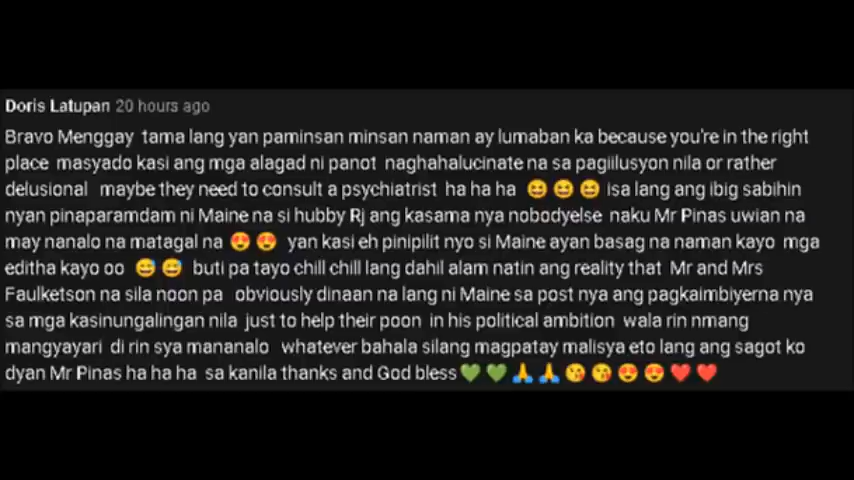 Doris Latupan 20 hours ago
Bravo Menggay tama lang yan paminsan minsan naman ay lumaban ka because you're in the right
place masyado kasi ang mga alagad ni panot naghahalucinate na sa pagiilusyon nila or rather
delusional maybe they need to consult a psychiatrist ha ha ha 😆 😆 😆 isa lang ang ibig sabihin
nyan pinaparamdam ni Maine na si hubby Rj ang kasama nya nobodyelse naku Mr Pinas uwian na
may nanalo na matagal na 😍 😍 yan kasi eh pinipilit nyo si Maine ayan basag na naman kayo mga
editha kayo oo 😅 😅 buti pa tayo chill chill lang dahil alam natin ang reality that Mr and Mrs
Faulketson na sila noon pa obviously dinaan na lang ni Maine sa post nya ang pagkaimbiyerna nya
sa mga kasinungalingan nila just to help their poon in his political ambition wala rin nmang
mangyayari di rin sya mananalo whatever bahala silang magpatay malisya eto lang ang sagot ko
dyan Mr Pinas ha ha ha sa kanila thanks and God bless 💚 💚 🙏 🙏 😘 😘 😍 😍 ❤️ ❤️